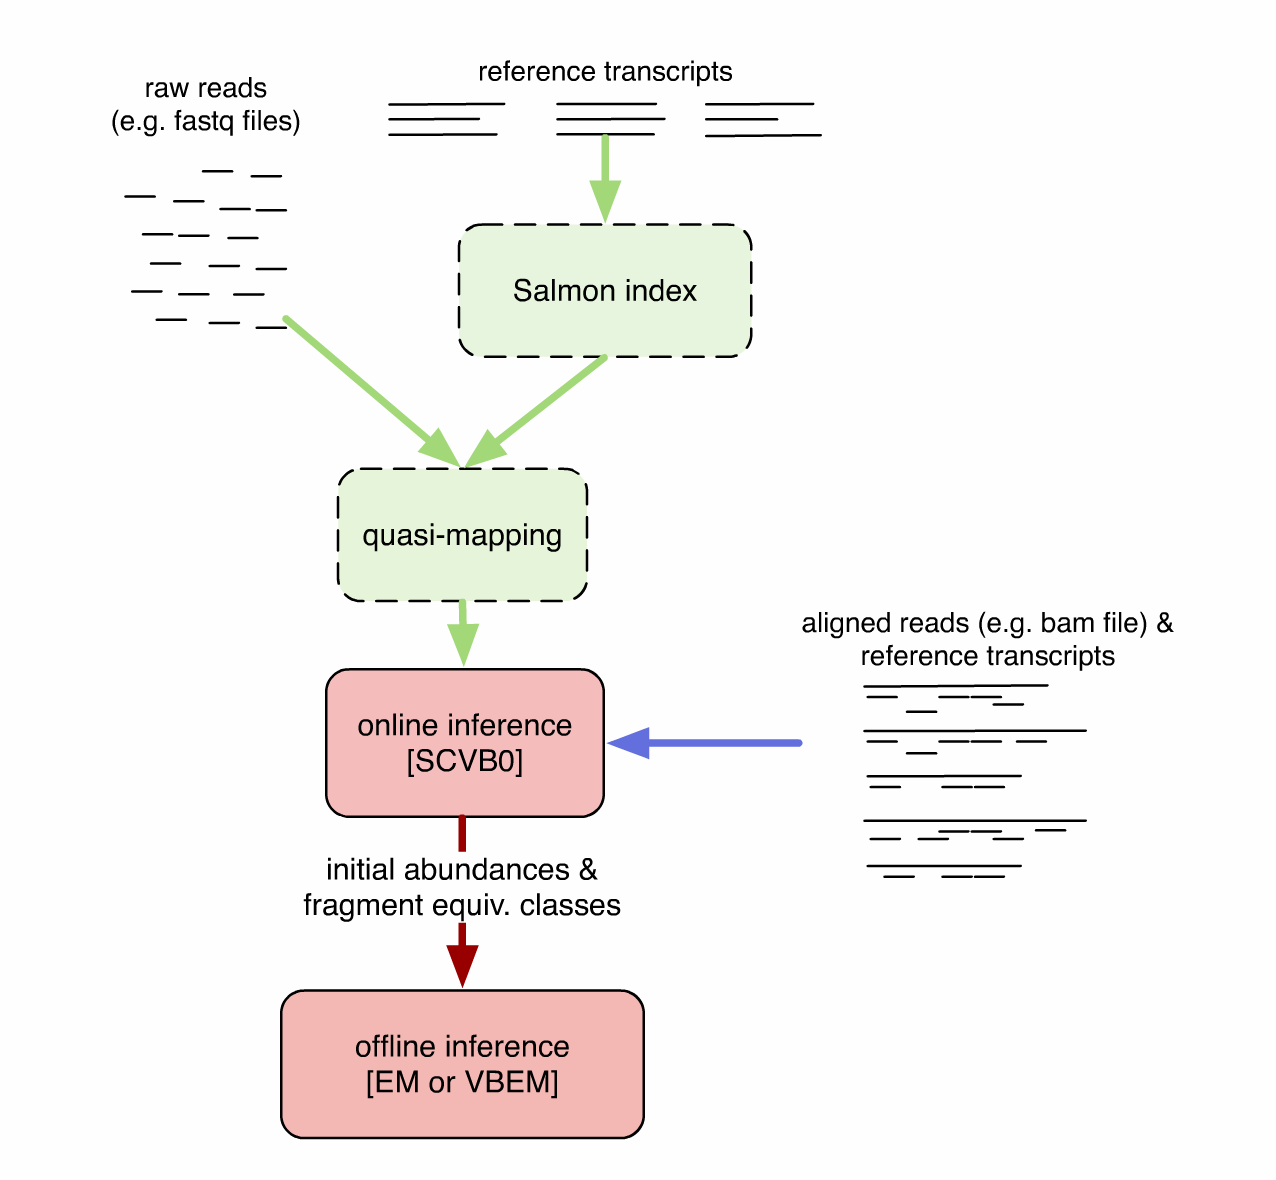 reference transcripts
raw reads
(e.g. fastq files)
Salmon index
quasi-mapping
aligned reads (e.g. bam file) &
reference transcripts
online inference
[SCVB0]
initial abundances &
fragment equiv. classes
offline inference
[EM or VBEM]